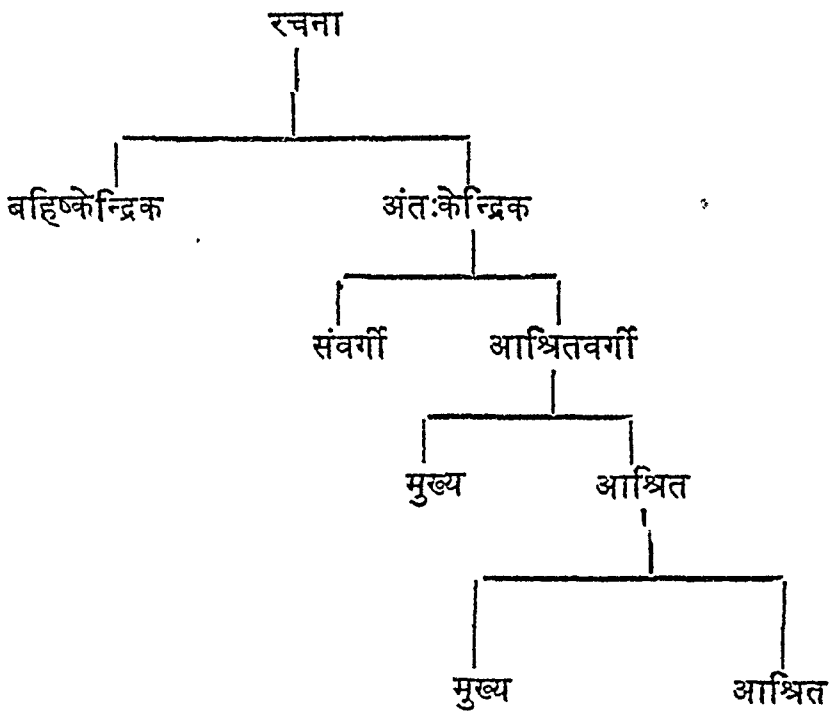 रचना
बहिष्केन्द्रिक अंतःकेन्द्रिक
संवर्गी आश्रितवर्गी
मुख्य आश्रित
मुख्य आश्रित